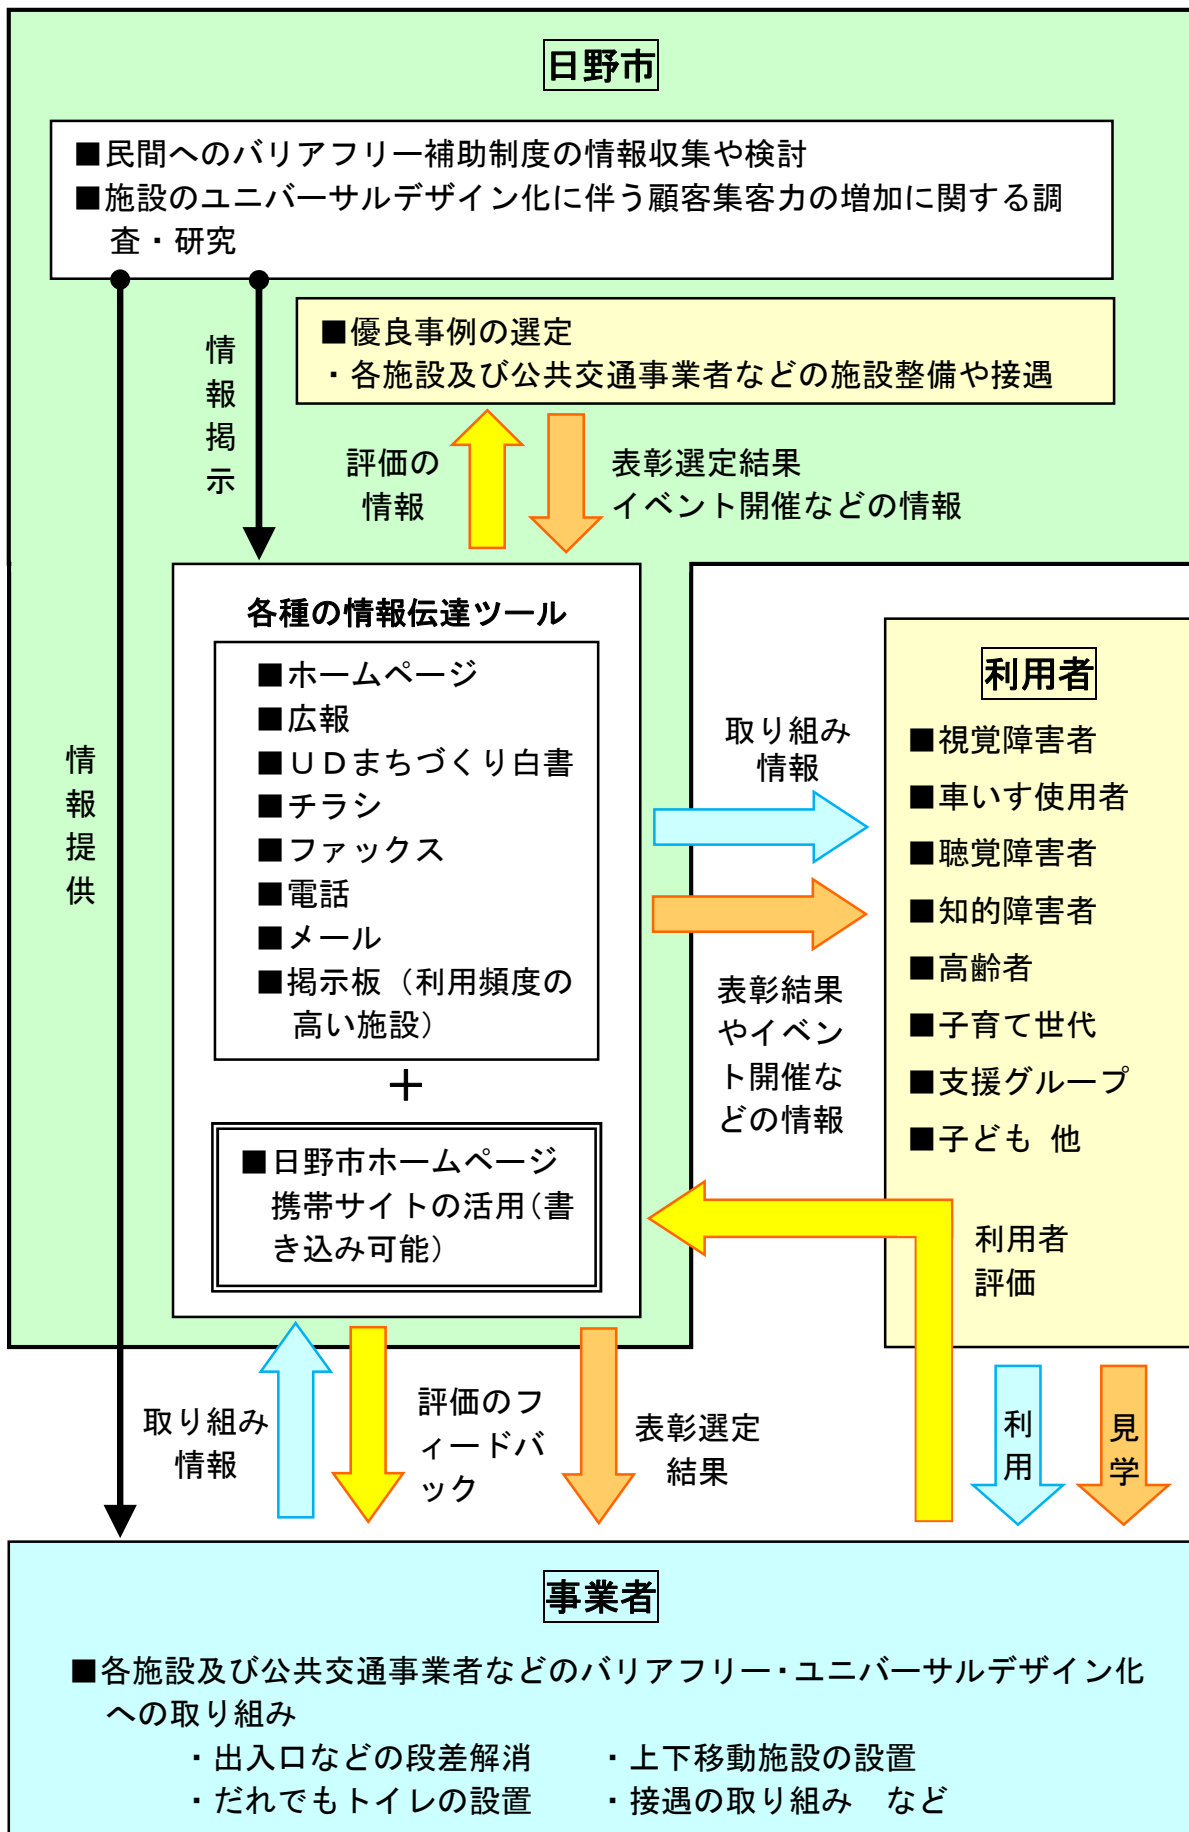 日野市
■民間へのバリアフリー補助制度の情報収集や検討
■施設のユニバーサルデザイン化に伴う顧客集客力の増加に関する調
査・研究
情報掲示
■優良事例の選定
・各施設及び公共交通事業者などの施設整備や接遇
評価の
情報
表彰選定結果
イベント開催などの情報
情報提供
各種の情報伝達ツール
■ホームページ
■広報
■ＵＤまちづくり白書
■チラシ
■ファックス
■電話
■メール
■掲示板（利用頻度の
高い施設）
＋
■日野市ホームページ
携帯サイトの活用（書
き込み可能）
取り組み
情報
表彰結果
やイベン
ト開催な
どの情報
利用者
■視覚障害者
■車いす使用者
■聴覚障害者
■知的障害者
■高齢者
■子育て世代
■支援グループ
■子ども 他
利用者
評価
取り組み
情報
評価のフ
ィードバ
ック
表彰選定
結果
利用
見学
事業者
■各施設及び公共交通事業者などのバリアフリー・ユニバーサルデザイン化
への取り組み
・出入口などの段差解消　・上下移動施設の設置
・だれでもトイレの設置　・接遇の取り組み　など